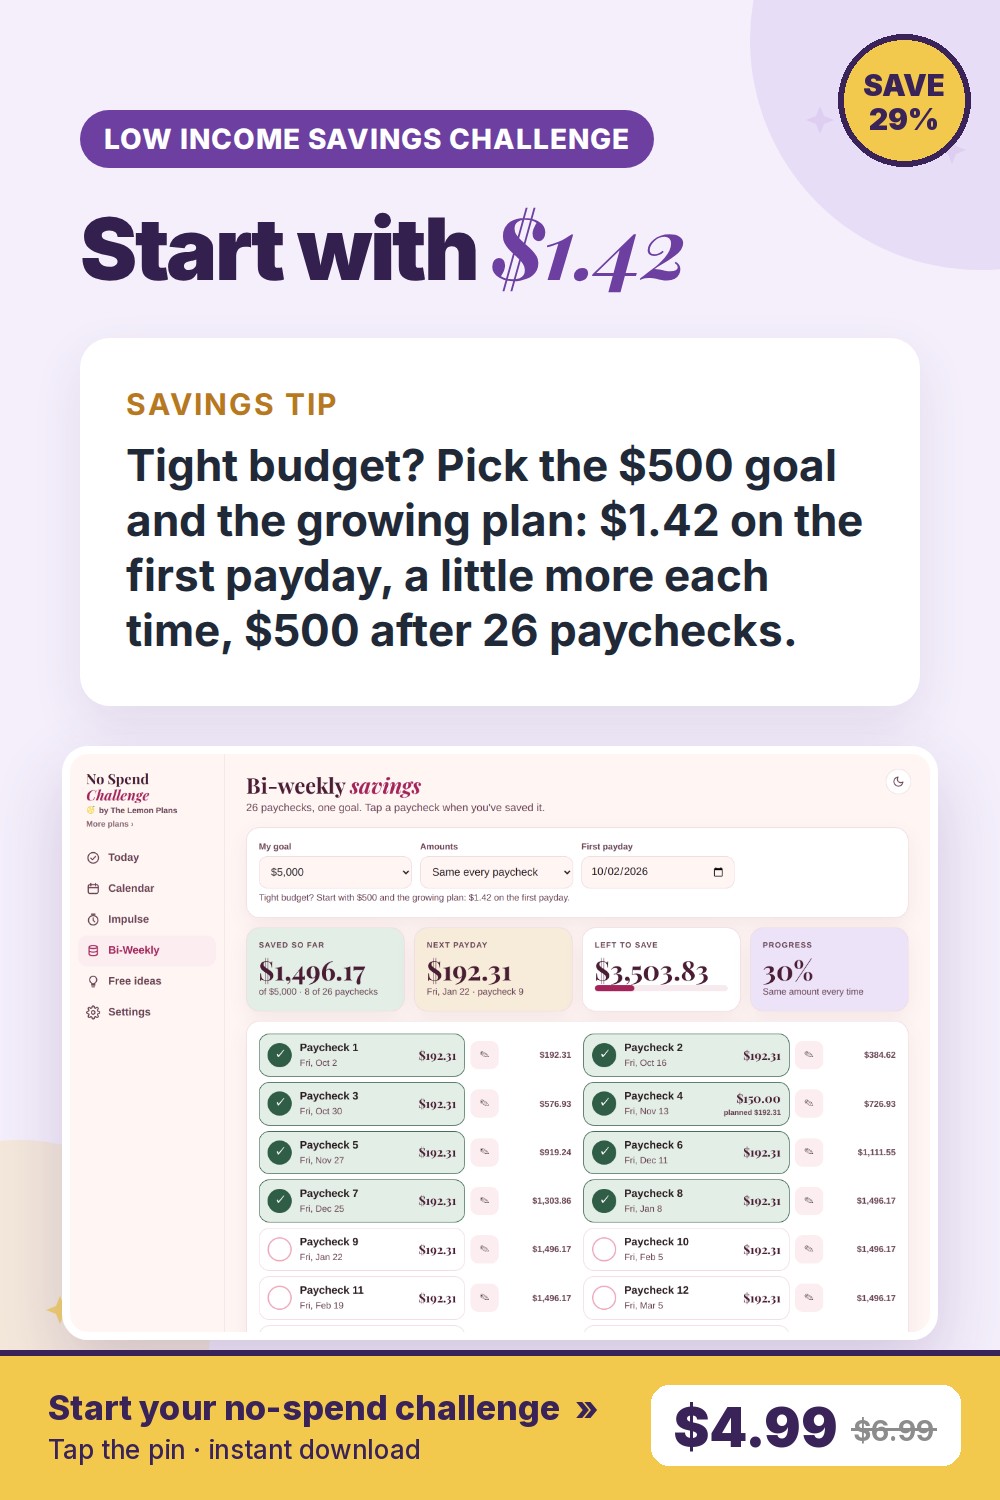 SAVE
29%
LOW INCOME SAVINGS CHALLENGE
Start with $1.42
SAVINGS TIP
Tight budget? Pick the $500 goal
and the growing plan: $1.42 on the
first payday, a little more each
time, $500 after 26 paychecks.
No Spend
Challenge
by The Lemon Plans
More plans ›
Today
Calendar
Impulse
Bi-Weekly
Free ideas
Settings
Bi-weekly savings
26 paychecks, one goal. Tap a paycheck when you've saved it.
My goal Amounts First payday
$5,000 Same every paycheck 10/02/2026
Tight budget? Start with $500 and the growing plan: $1.42 on the first payday.
SAVED SO FAR
$1,496.17
of $5,000 · 8 of 26 paychecks
NEXT PAYDAY
$192.31
Fri, Jan 22 · paycheck 9
LEFT TO SAVE
$3,503.83
PROGRESS
30%
Same amount every time
Paycheck 1
Fri, Oct 2
$192.31
$192.31
Paycheck 2
Fri, Oct 16
$192.31
$384.62
Paycheck 3
Fri, Oct 30
$192.31
$576.93
Paycheck 4
Fri, Nov 13
$150.00
planned $192.31
$726.93
Paycheck 5
Fri, Nov 27
$192.31
$919.24
Paycheck 6
Fri, Dec 11
$192.31
$1,111.55
Paycheck 7
Fri, Dec 25
$192.31
$1,303.86
Paycheck 8
Fri, Jan 8
$192.31
$1,496.17
Paycheck 9
Fri, Jan 22
$192.31
$1,496.17
Paycheck 10
Fri, Feb 5
$192.31
$1,496.17
Paycheck 11
Fri, Feb 19
$192.31
$1,496.17
Paycheck 12
Fri, Mar 5
$192.31
$1,496.17
Start your no-spend challenge »
Tap the pin · instant download
$4.99 $6.99